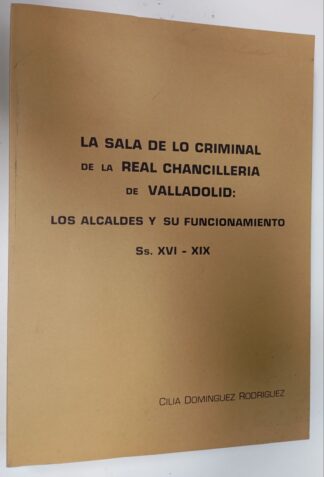 LA SALA DE LO CRIMINAL
DE LA REAL CHANCILLERIA
DE VALLADOLID:
LOS ALCALDES Y SU FUNCIONAMIENTO
Ss. XVI - XIX
CILIA DOMINGUEZ RODRIGUEZ